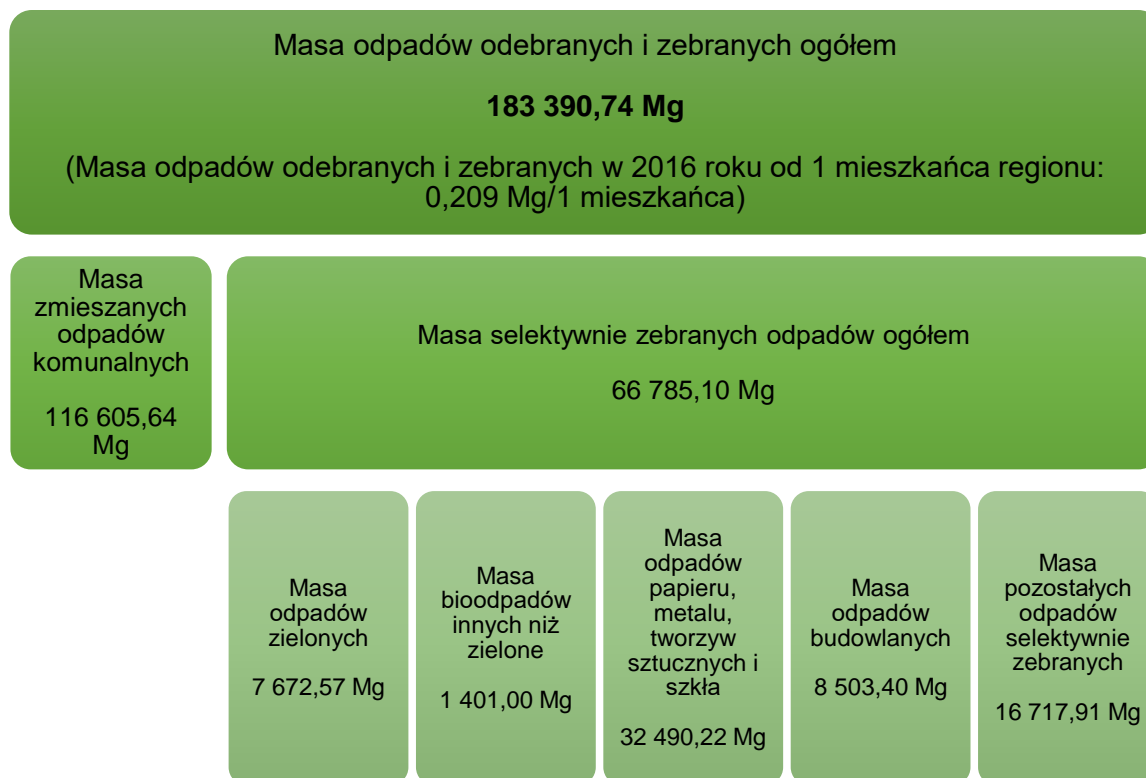 Masa odpadów odebranych i zebranych ogółem
183 390,74 Mg
(Masa odpadów odebranych i zebranych w 2016 roku od 1 mieszkańca regionu:
0,209 Mg/1 mieszkańca)
Masa
zmieszanych
odpadów
komunalnych
116 605,64
Mg
Masa selektywnie zebranych odpadów ogółem
66 785,10 Mg
Masa
odpadów
zielonych
7 672,57 Mg
Masa
bioodpadów
innych niż
zielone
1 401,00 Mg
Masa
odpadów
papieru,
metalu,
tworzyw
sztucznych i
szkła
32 490,22 Mg
Masa
odpadów
budowlanych
8 503,40 Mg
Masa
pozostałych
odpadów
selektywnie
zebranych
16 717,91 Mg